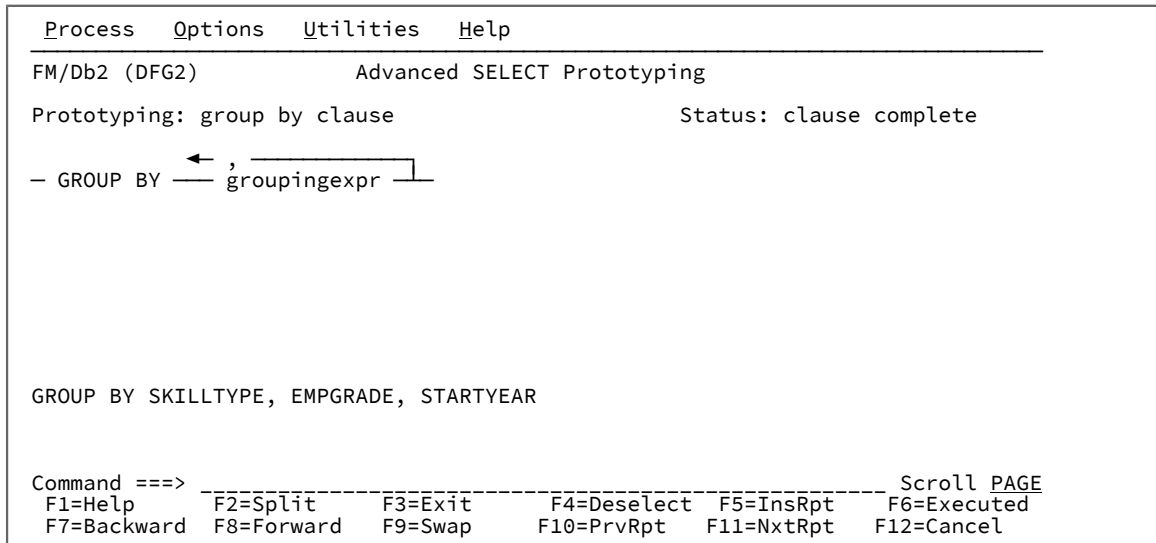 Process Options Utilities Help
FM/Db2 (DFG2) Advanced SELECT Prototyping
Prototyping: group by clause Status: clause complete
,
GROUP BY groupingexpr
GROUP BY SKILLTYPE, EMPGRADE, STARTYEAR
Command ===> Scroll PAGE
F1=Help F2=Split F3=Exit F4=Deselect F5=InsRpt F6=Executed
F7=Backward F8=Forward F9=Swap F10=PrvRpt F11=NxtRpt F12=Cancel